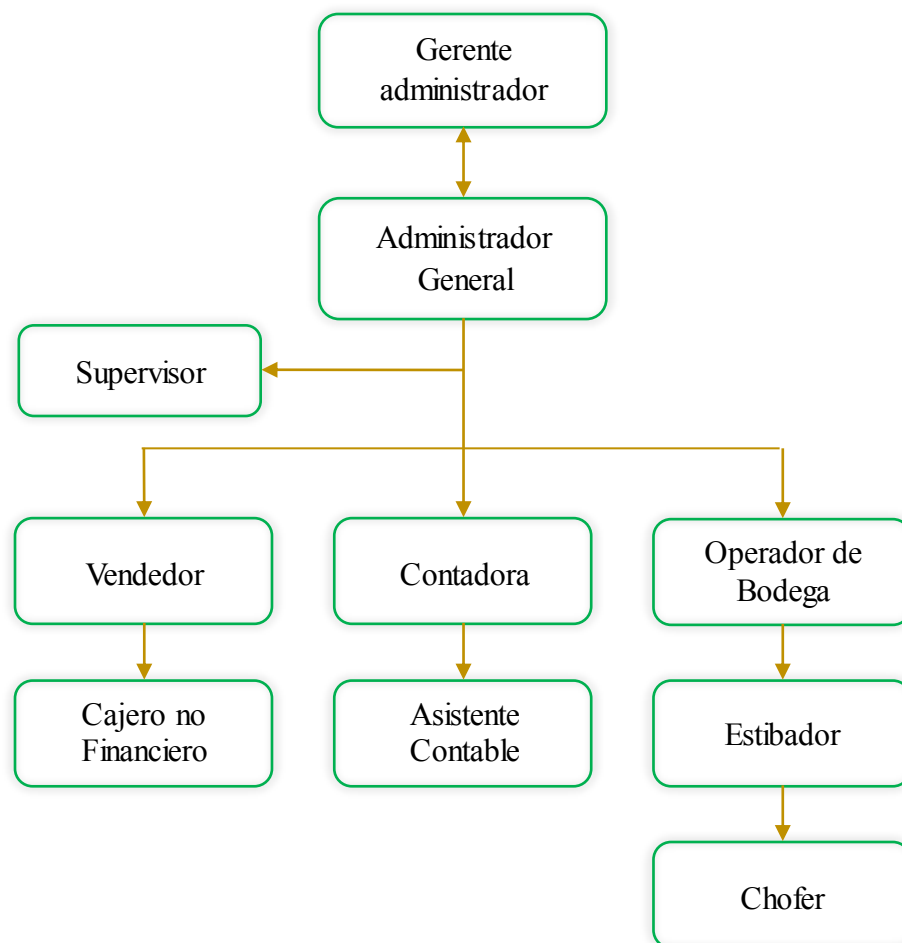 Gerente
administrador
Administrador
General
Supervisor
Vendedor
Contadora
Operador de
Bodega
Cajero no
Financiero
Asistente
Contable
Estibador
Chofer